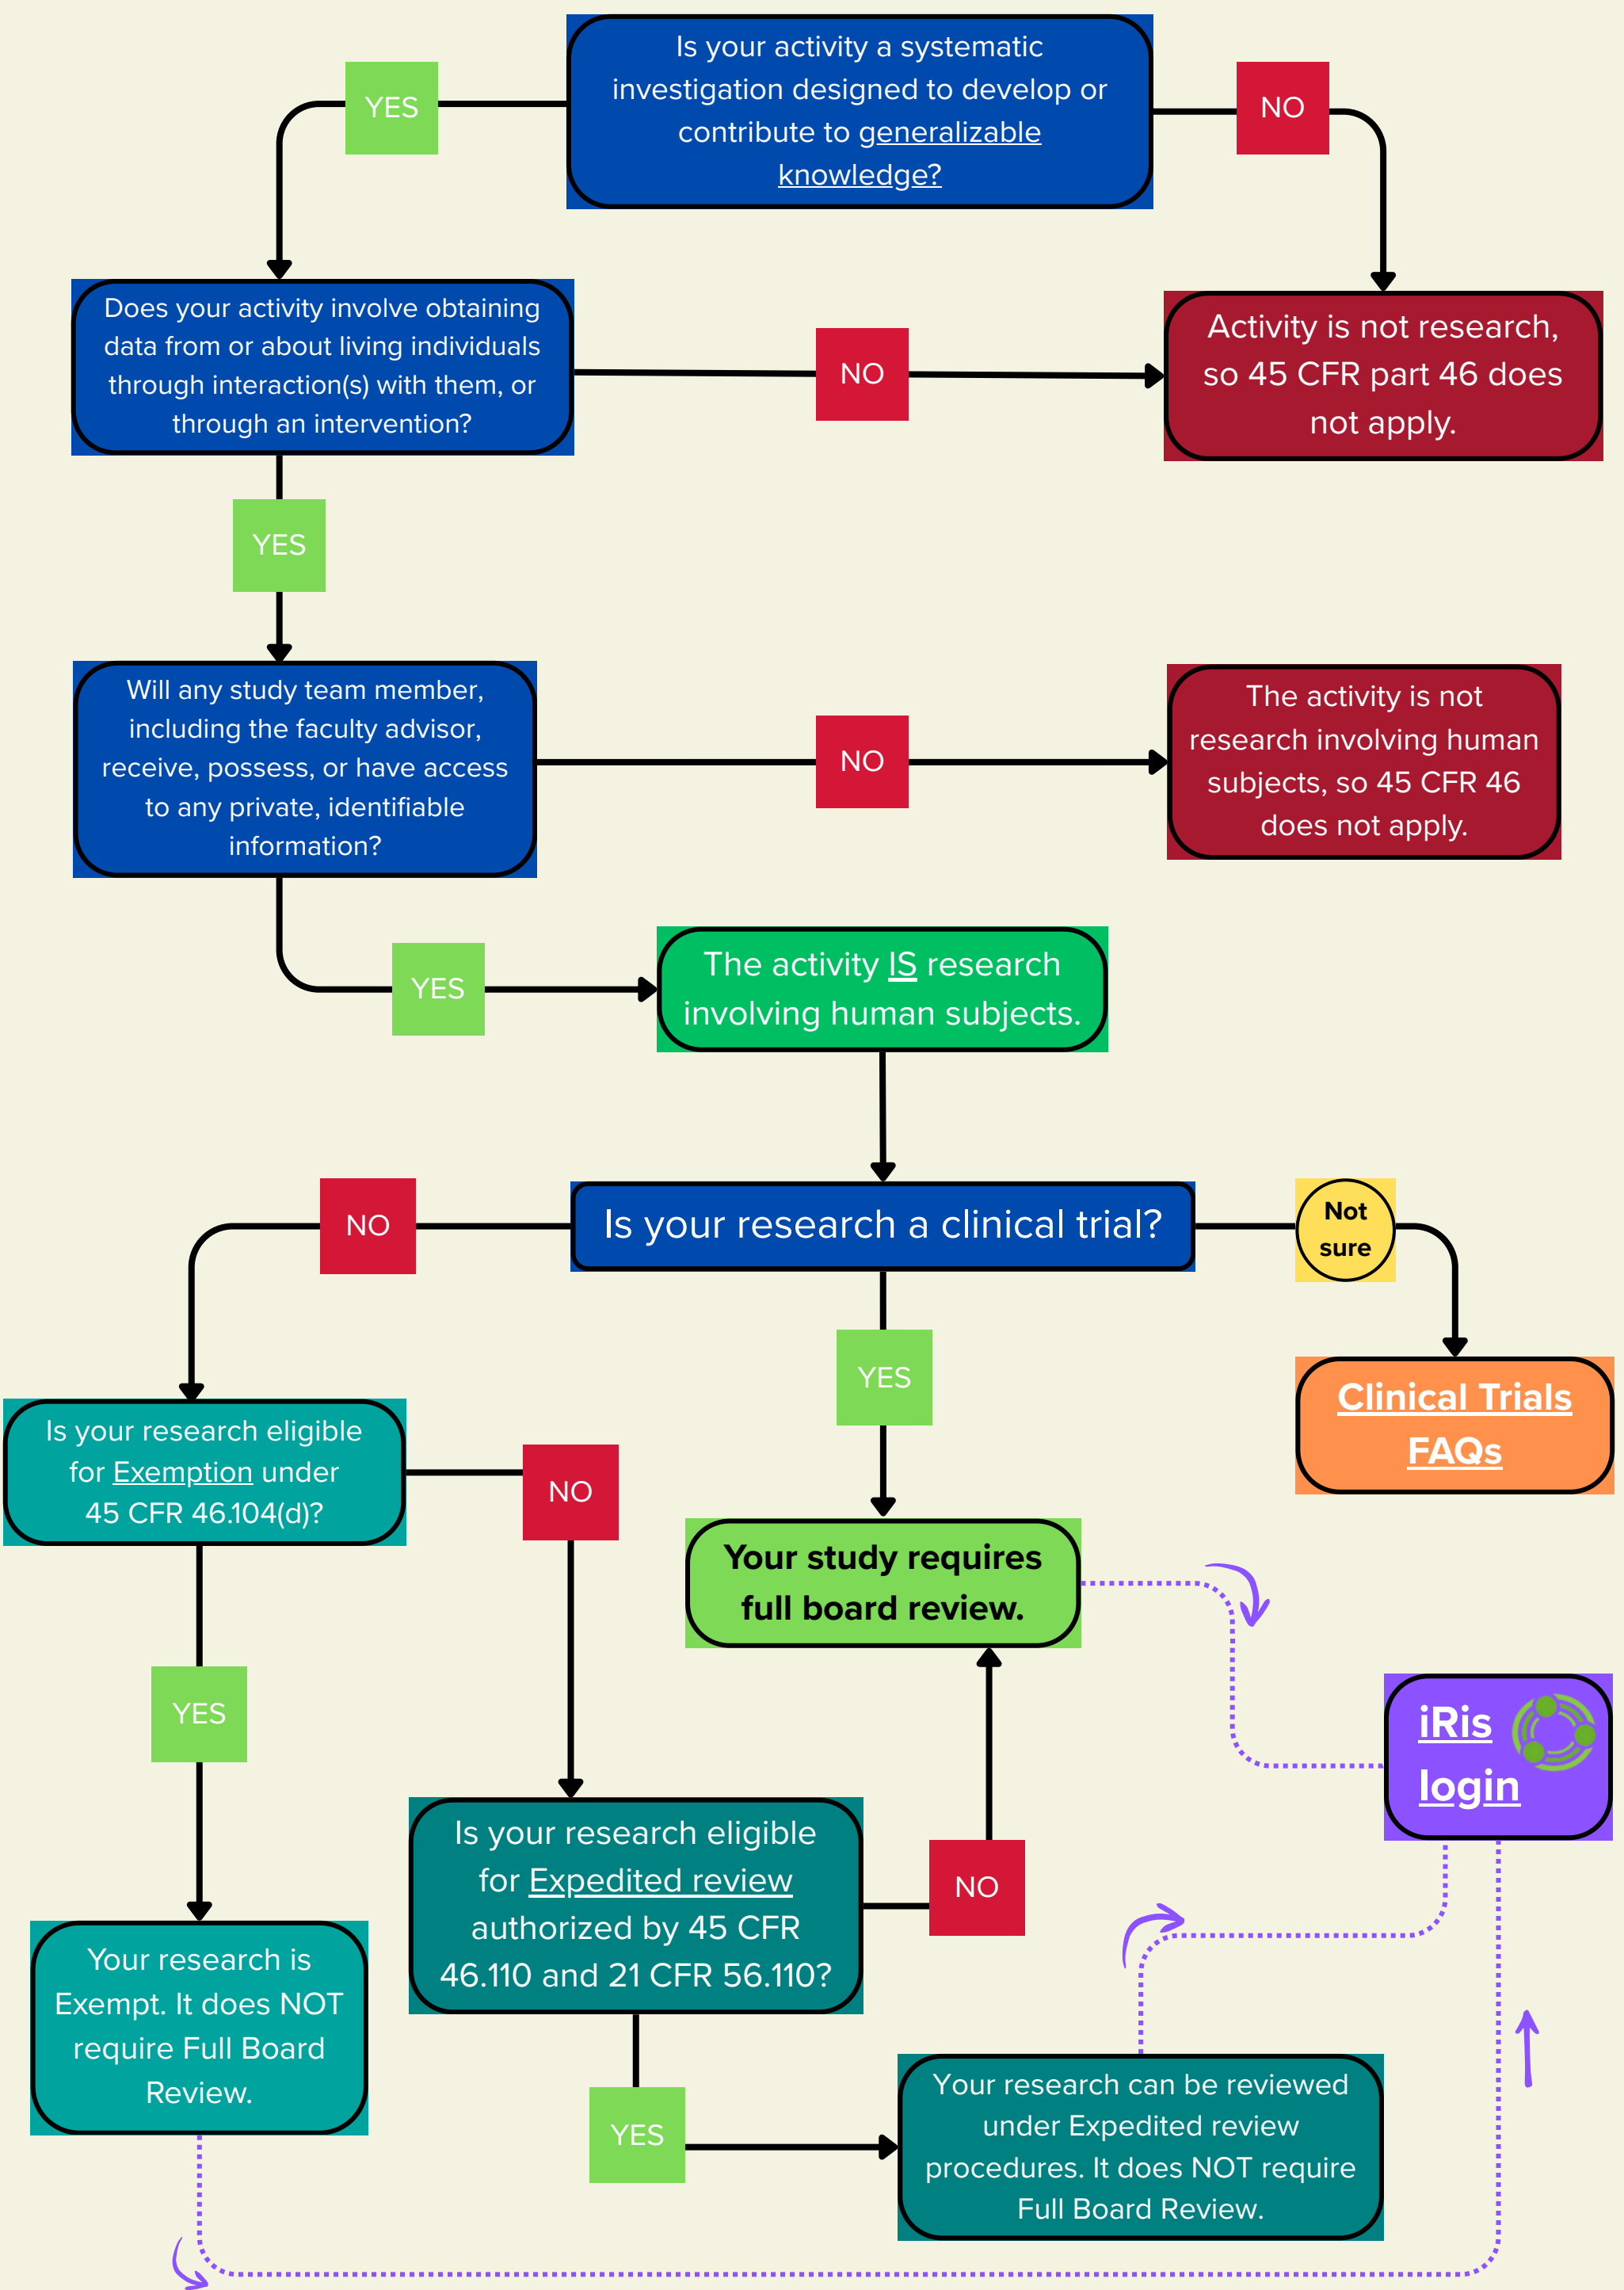 Is your activity a systematic
investigation designed to develop or
contribute to generalizable
knowledge?
YES
NO
Does your activity involve obtaining
data from or about living individuals
through interaction(s) with them, or
through an intervention?
NO
Activity is not research,
so 45 CFR part 46 does
not apply.
YES
Will any study team member,
including the faculty advisor,
receive, possess, or have access
to any private, identifiable
information?
NO
The activity is not
research involving human
subjects, so 45 CFR 46
does not apply.
YES
The activity IS research
involving human subjects.
Is your research a clinical trial?
NO
Not
sure
YES
Clinical Trials
FAQs
Is your research eligible
for Exemption under
45 CFR 46.104(d)?
NO
Your study requires
full board review.
YES
iRis
login
Is your research eligible
for Expedited review
authorized by 45 CFR
46.110 and 21 CFR 56.110?
NO
Your research is
Exempt. It does NOT
require Full Board
Review.
YES
Your research can be reviewed
under Expedited review
procedures. It does NOT require
Full Board Review.